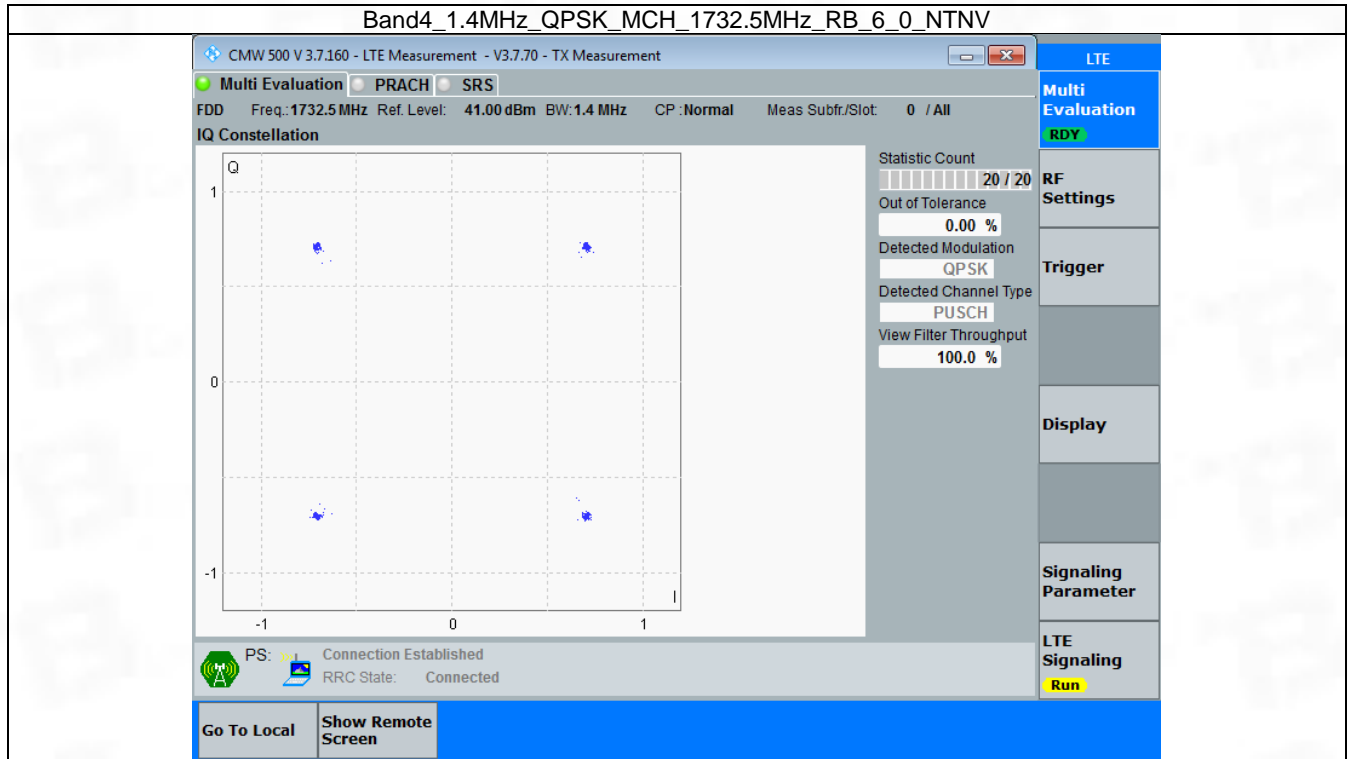 Band4_1.4MHz_QPSK_MCH_1732.5MHz_RB_6_0_NTNV
CMW 500 V 3.7.160 - LTE Measurement - V3.7.70 - TX Measurement
LTE
Multi Evaluation PRACH SRS
Multi
Evaluation
RDY
FDD Freq.:1732.5 MHz Ref. Level: 41.00 dBm BW:1.4 MHz CP :Normal Meas Subfr./Slot: 0 / All
IQ Constellation
Q
1
0
-1
I
-1 0 1
Statistic Count
20 / 20
Out of Tolerance
0.00 %
Detected Modulation
QPSK
Detected Channel Type
PUSCH
View Filter Throughput
100.0 %
RF
Settings
Trigger
Display
Signaling
Parameter
LTE
Signaling
Run
PS: Connection Established
RRC State: Connected
Go To Local
Show Remote
Screen